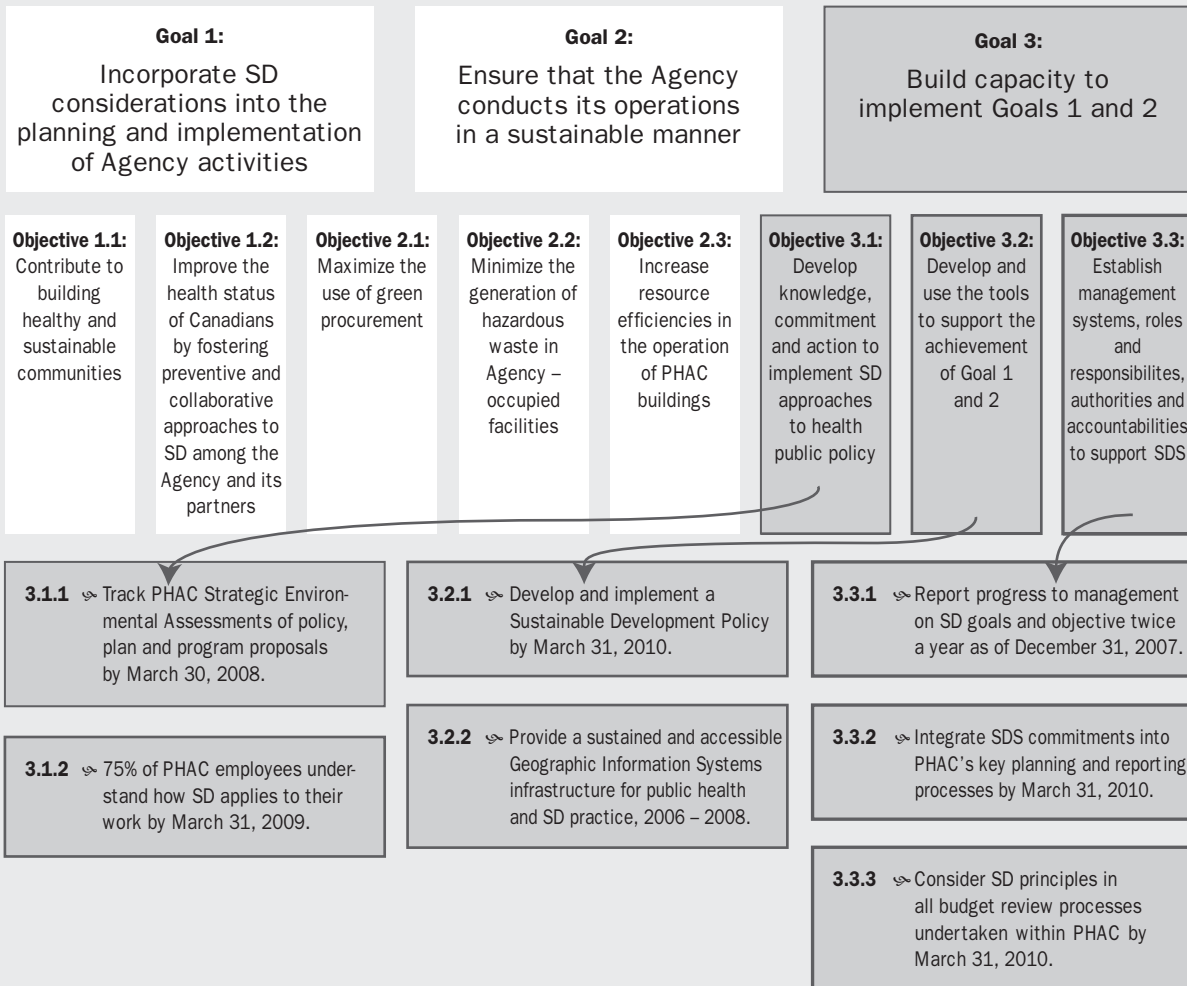 Goal 1:
Incorporate SD
considerations into the
planning and implementation
of Agency activities
Goal 2:
Ensure that the Agency
conducts its operations
in a sustainable manner
Goal 3:
Build capacity to
implement Goals 1 and 2
Objective 1.1:
Contribute to
building
healthy and
sustainable
communities
Objective 1.2:
Improve the
health status
of Canadians
by fostering
preventive and
collaborative
approaches to
SD among the
Agency and its
partners
Objective 2.1:
Maximize the
use of green
procurement
Objective 2.2:
Minimize the
generation of
hazardous
waste in
Agency –
occupied
facilities
Objective 2.3:
Increase
resource
efficiencies in
the operation
of PHAC
buildings
Objective 3.1:
Develop
knowledge,
commitment
and action to
implement SD
approaches
to health
public policy
Objective 3.2:
Develop and
use the tools
to support the
achievement
of Goal 1
and 2
Objective 3.3:
Establish
management
systems, roles
and
responsibilites,
authorities and
accountabilities
to support SDS
3.1.1 Track PHAC Strategic Environ-
mental Assessments of policy,
plan and program proposals
by March 30, 2008.
3.1.2 75% of PHAC employees under-
stand how SD applies to their
work by March 31, 2009.
3.2.1 Develop and implement a
Sustainable Development Policy
by March 31, 2010.
3.2.2 Provide a sustained and accessible
Geographic Information Systems
infrastructure for public health
and SD practice, 2006 – 2008.
3.3.1 Report progress to management
on SD goals and objective twice
a year as of December 31, 2007.
3.3.2 Integrate SDS commitments into
PHAC's key planning and reporting
processes by March 31, 2010.
3.3.3 Consider SD principles in
all budget review processes
undertaken within PHAC by
March 31, 2010.